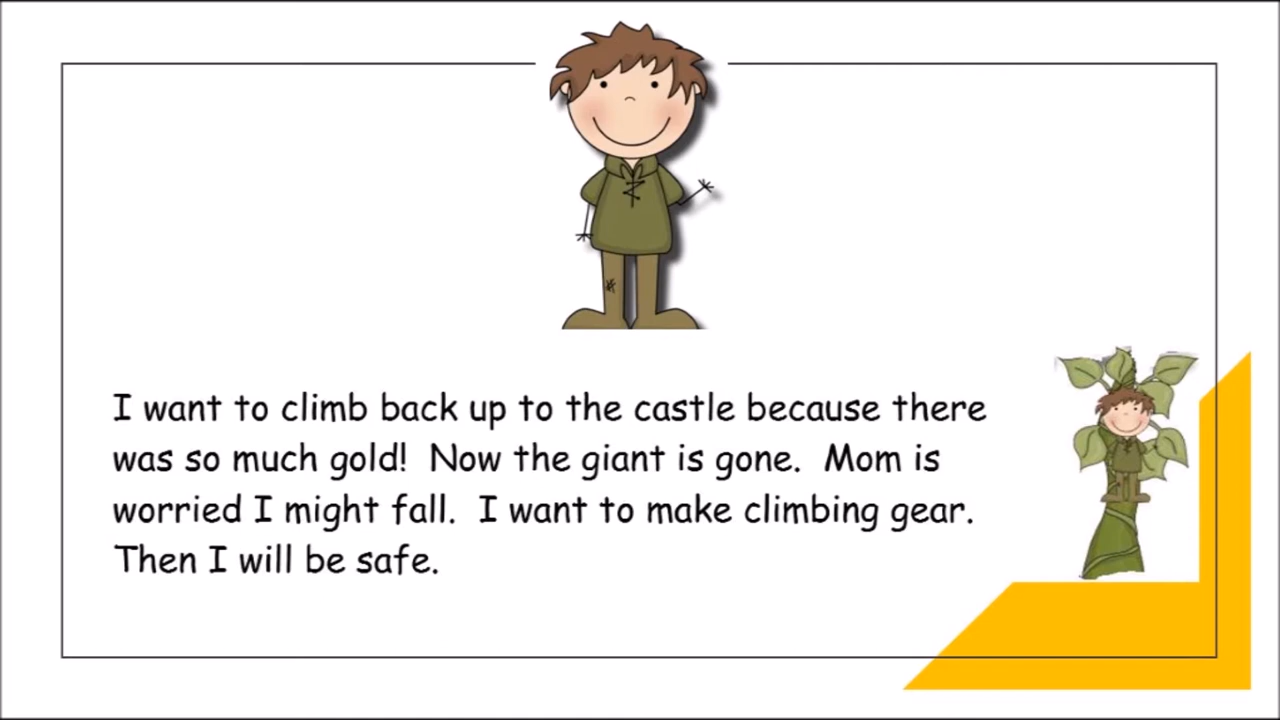 I want to climb back up to the castle because there
was so much gold!  Now the giant is gone.  Mom is
worried I might fall.  I want to make climbing gear.
Then I will be safe.